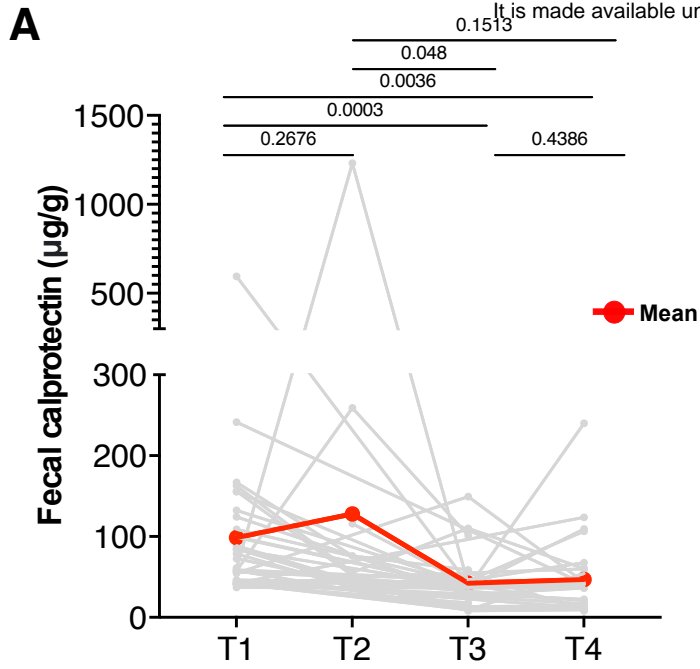 A
It is made available ur
0.1513
0.048
0.0036
0.0003
0.2676
0.4386
Fecal calprotectin (µg/g)
1500
1000
500
300
200
100
0
Mean
T1 T2 T3 T4